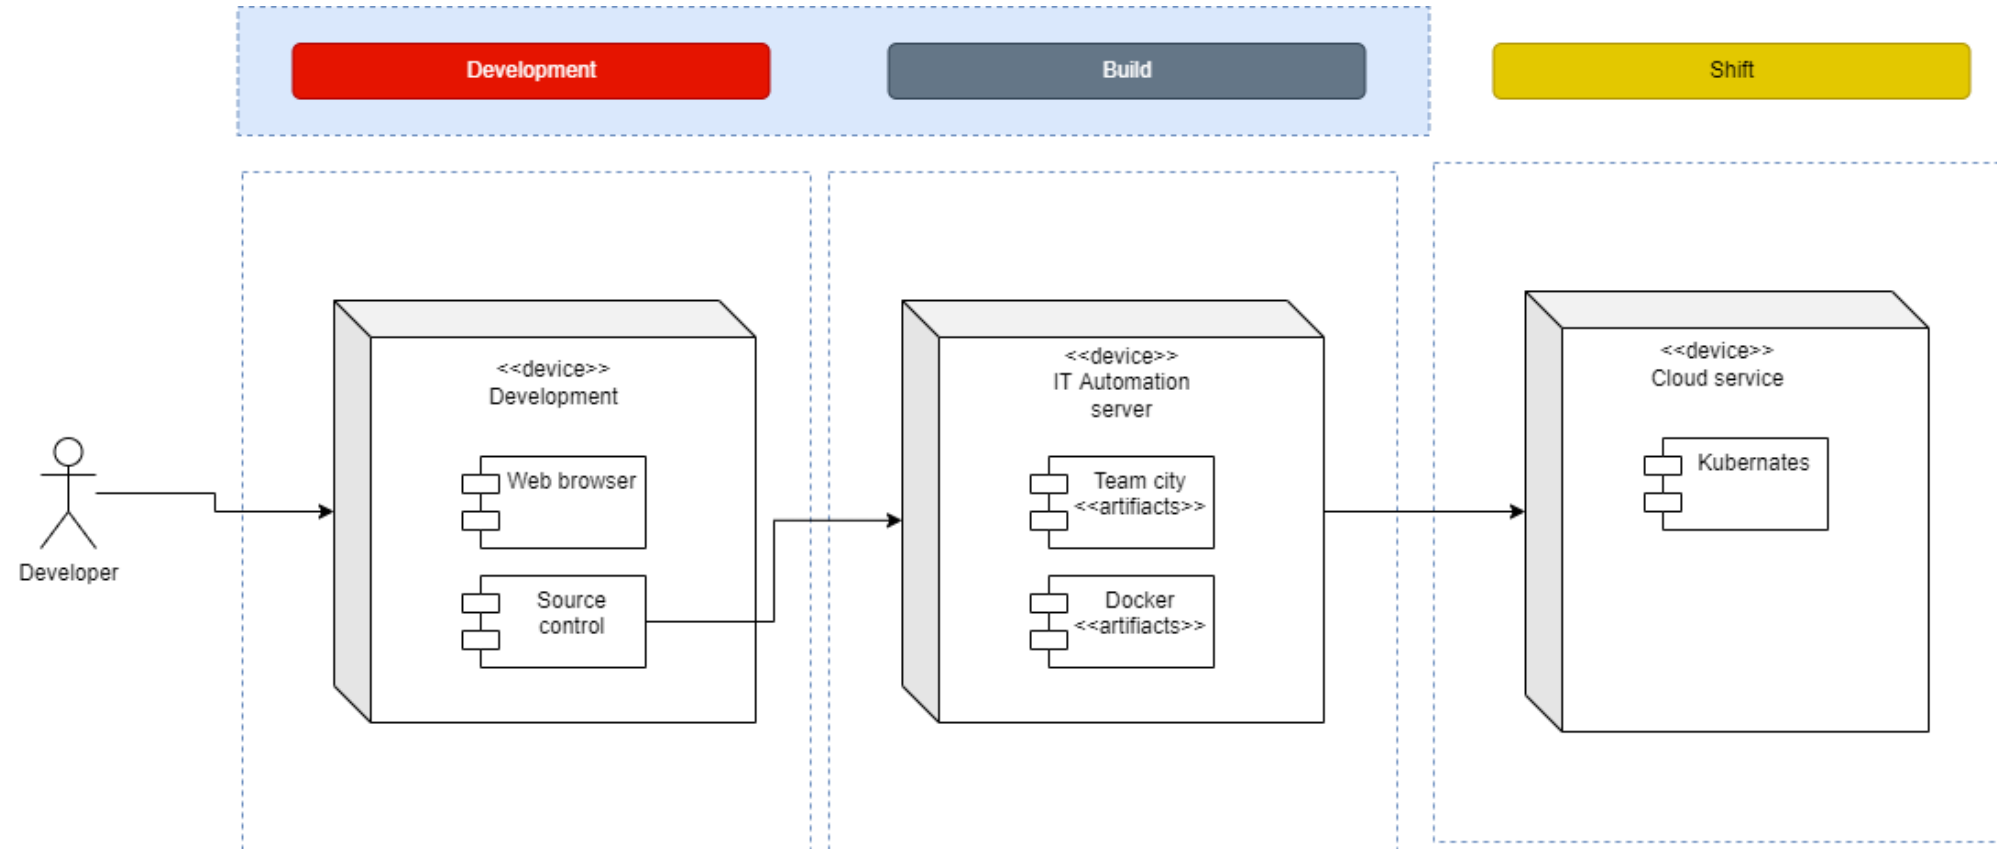 Development
Build
Shift
<<device>>
Development
Web browser
Source
control
<<device>>
IT Automation
server
Team city
<<artifiacts>>
Docker
<<artifiacts>>
<<device>>
Cloud service
Kubernates
Developer